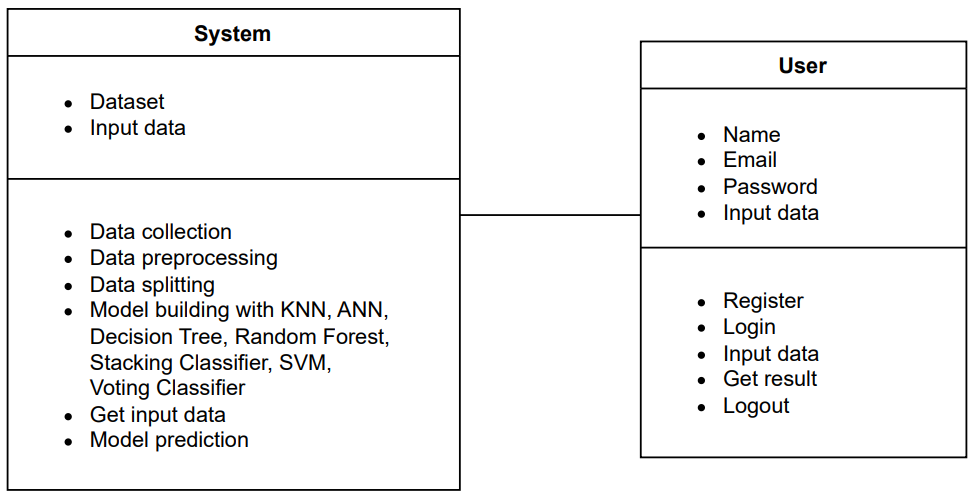 System
Dataset
Input data
Data collection
Data preprocessing
Data splitting
Model building with KNN, ANN,
Decision Tree, Random Forest,
Stacking Classifier, SVM,
Voting Classifier
Get input data
Model prediction
User
Name
Email
Password
Input data
Register
Login
Input data
Get result
Logout